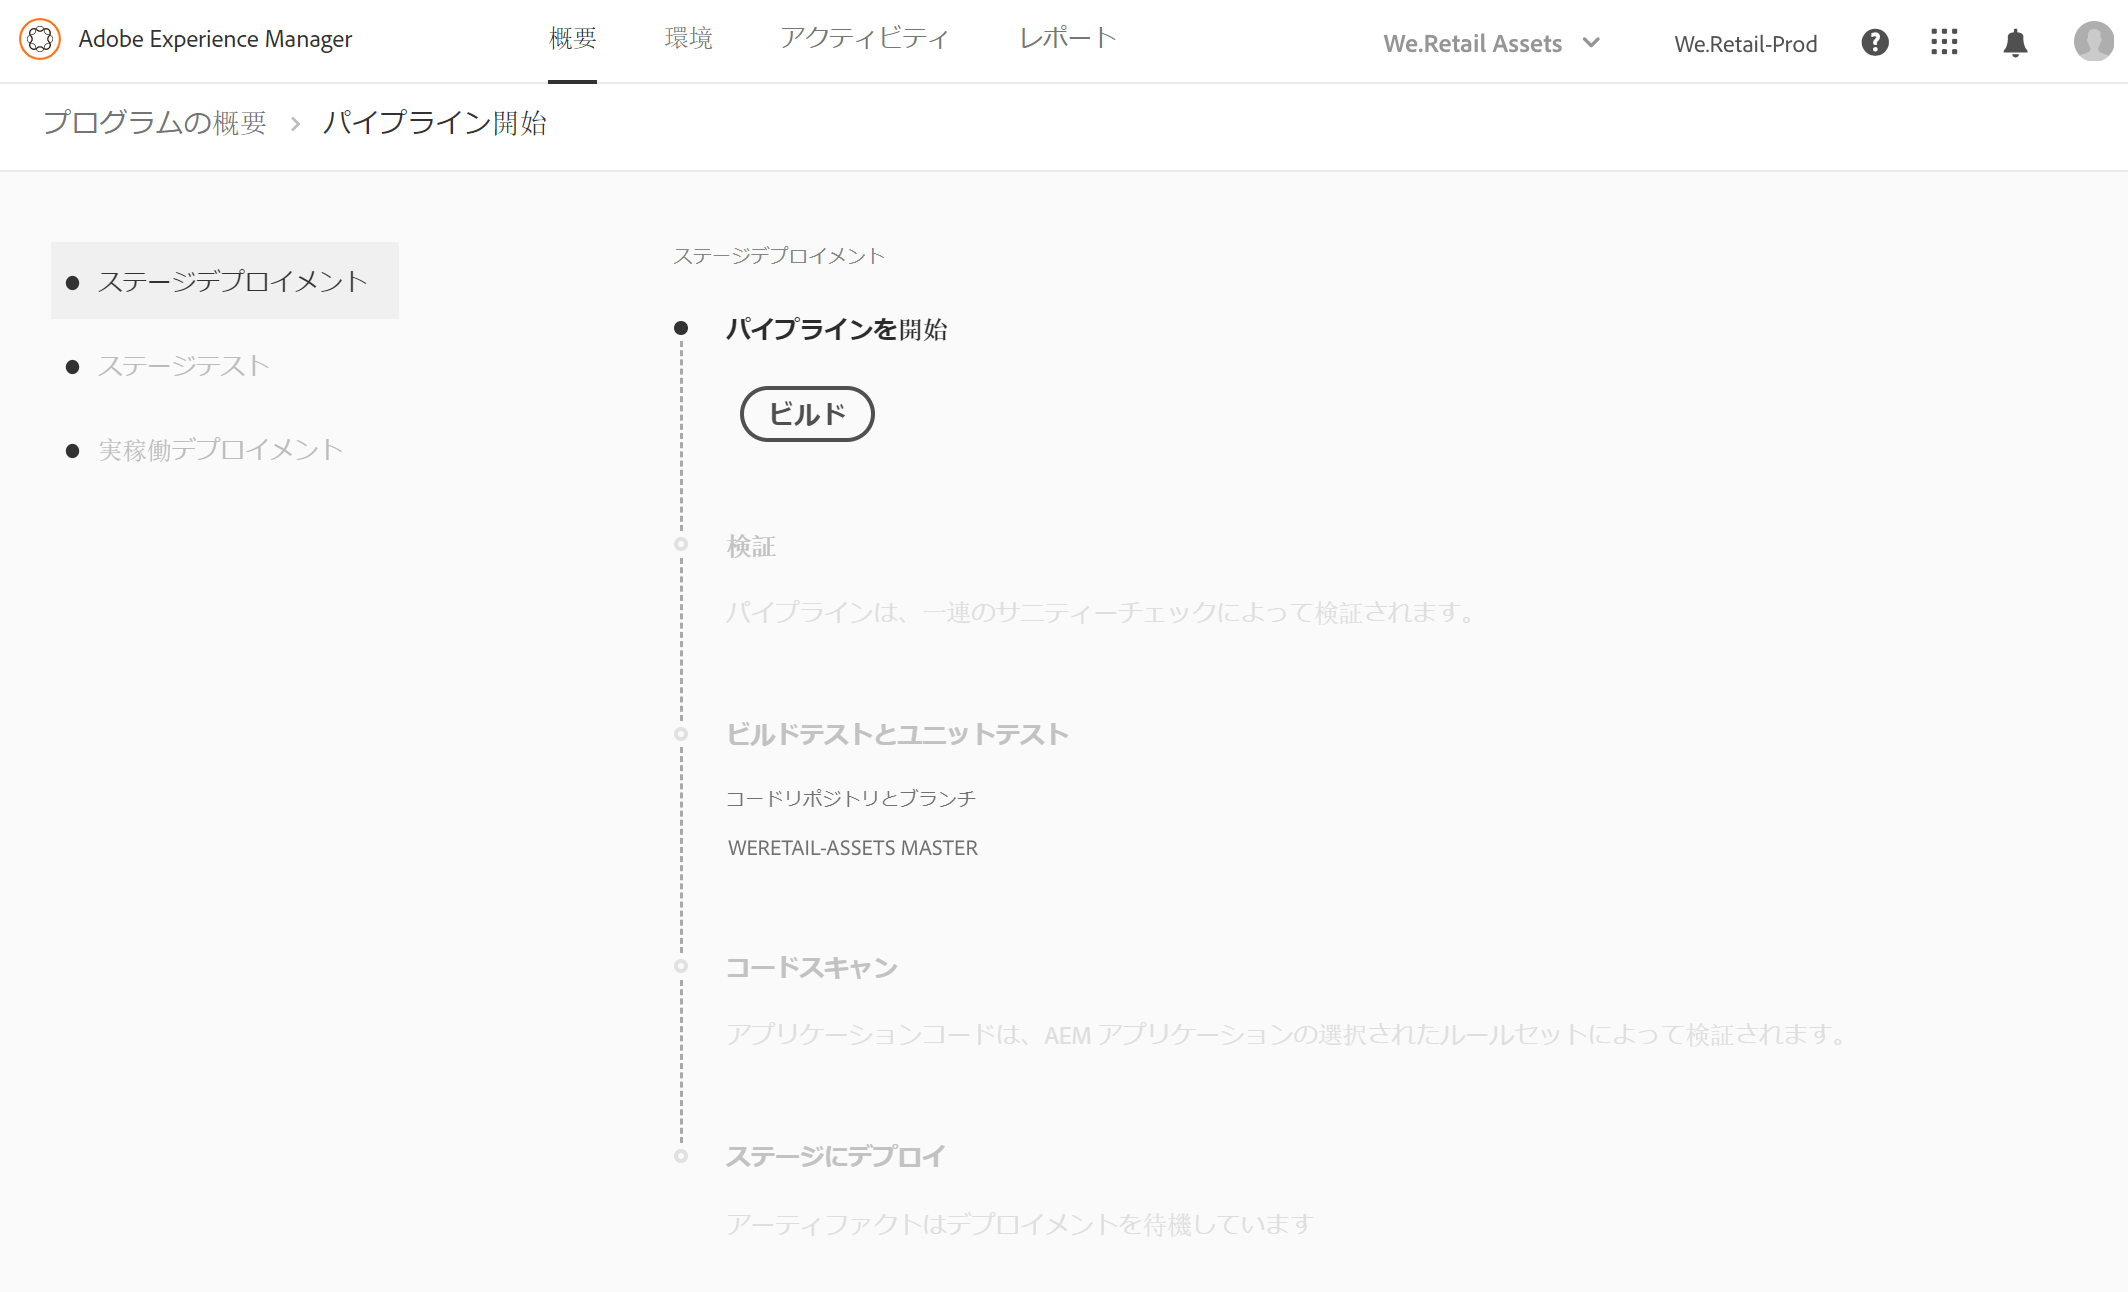 Adobe Experience Manager
概要
環境
アクティビティ
レポート
We.Retail Assets
We.Retail-Prod
プログラムの概要 > パイプライン開始
ステージデプロイメント
ステージテスト
実稼働デプロイメント
ステージデプロイメント
パイプラインを開始
ビルド
検証
パイプラインは、一連のサニティーチェックによって検証されます。
ビルドテストとユニットテスト
コードリポジトリとブランチ
WERETAIL-ASSETS MASTER
コードスキャン
アプリケーションコードは、AEM アプリケーションの選択されたルールセットによって検証されます。
ステージにデプロイ
アーティファクトはデプロイメントを待機しています